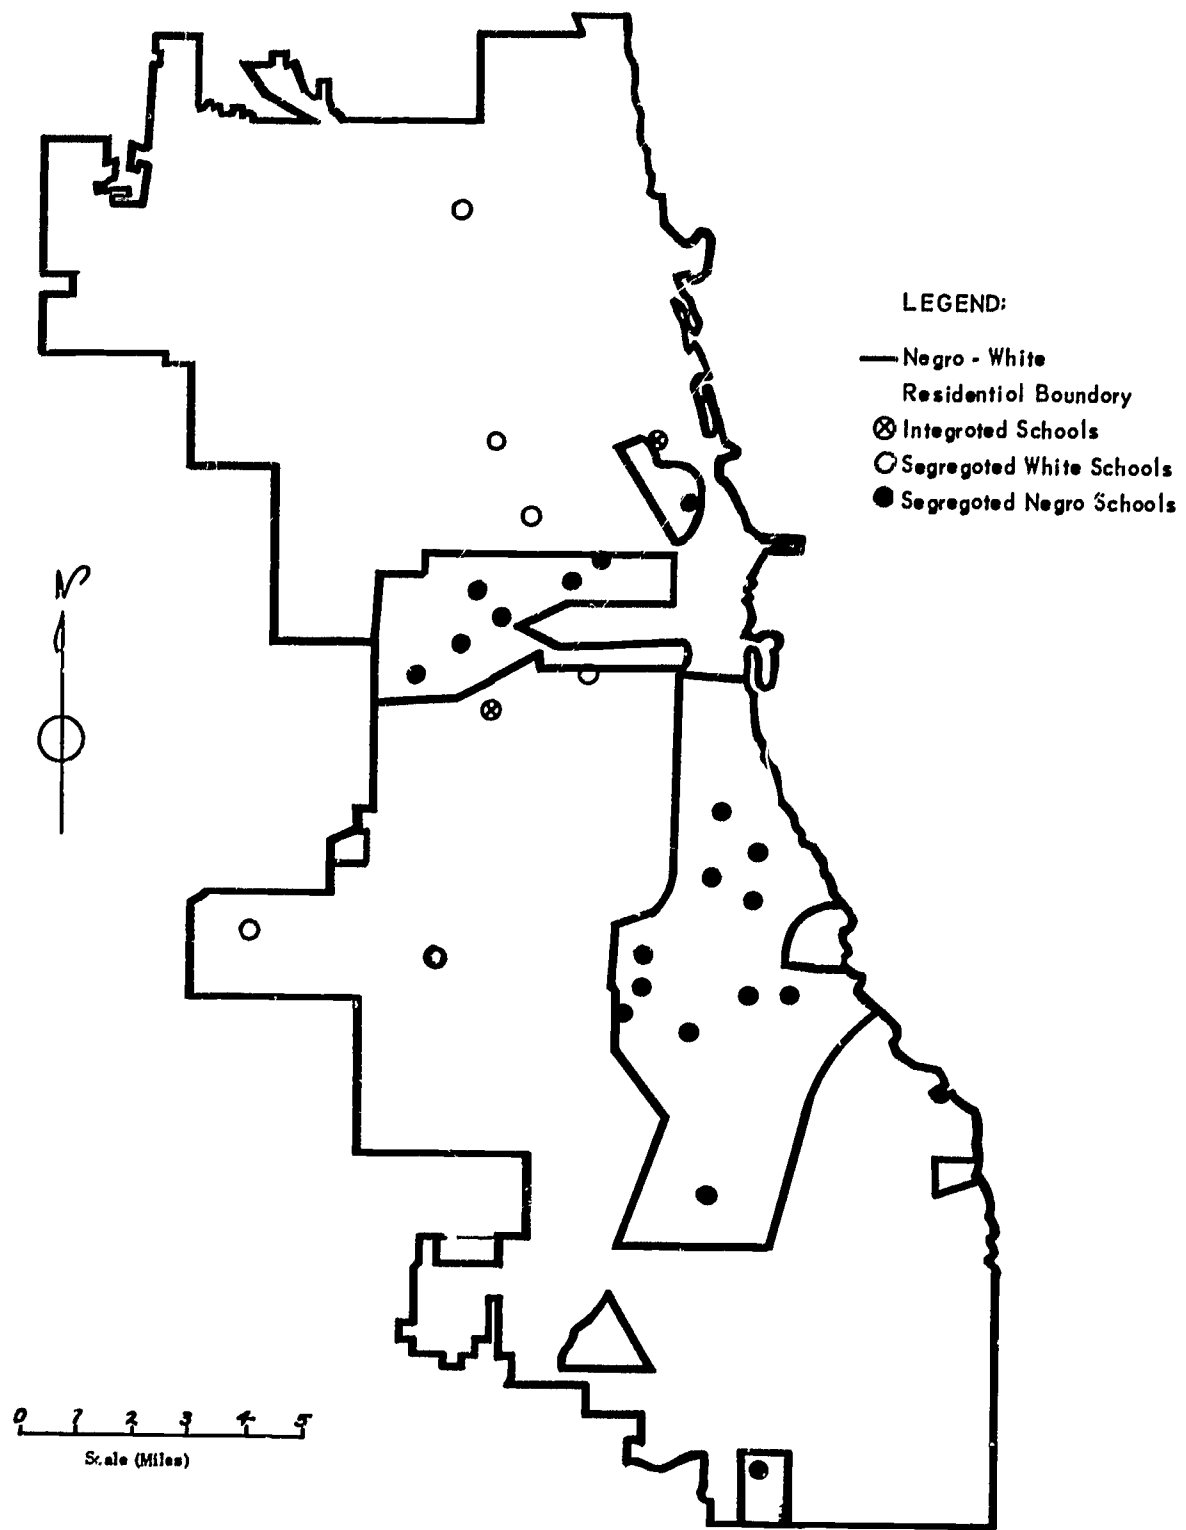 LEGEND:
Negro - White
Residentiol Boundary
Integroted Schools
Segregoted White Schools
Segregoted Negro Schools
N
0 1 2 3 4 5
Scale (Miles)